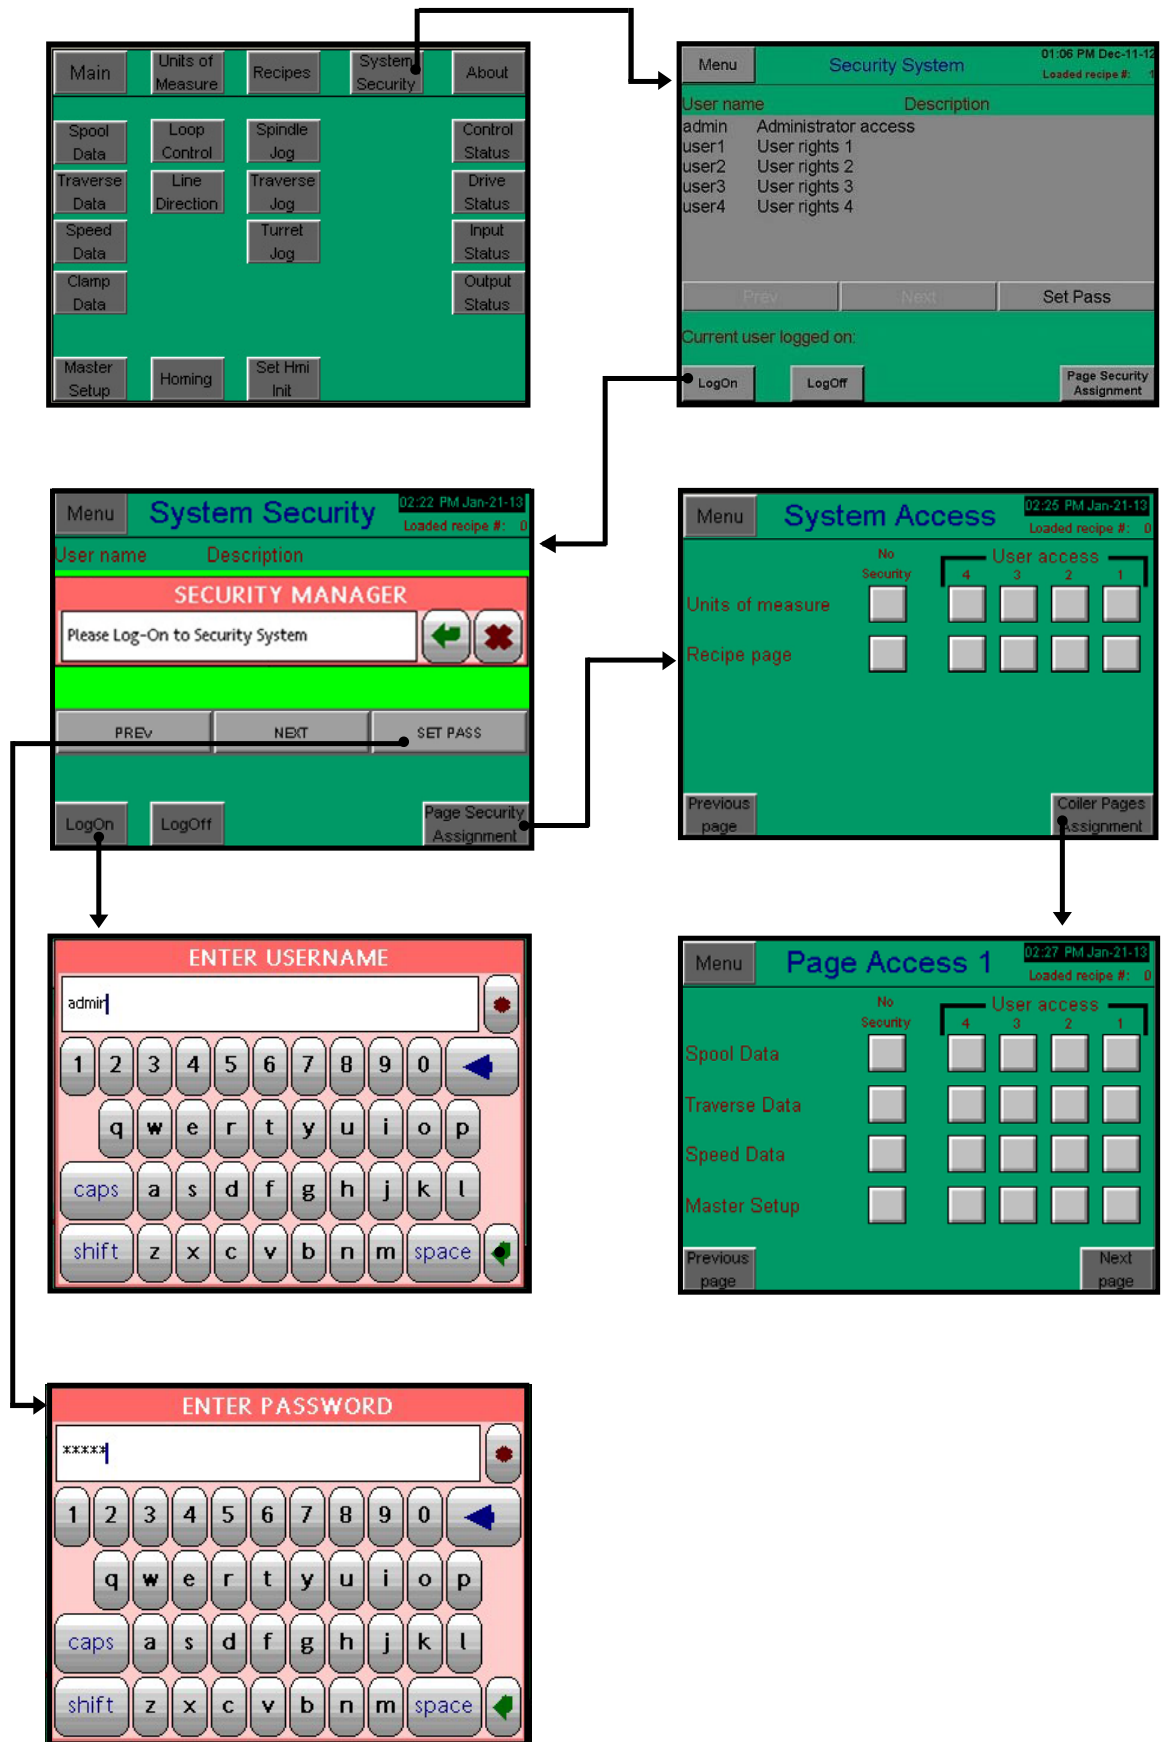 Main
Units of
Measure
Recipes
System
Security
About
Spool
Data
Loop
Control
Spindle
Jog
Control
Status
Traverse
Data
Line
Direction
Traverse
Jog
Drive
Status
Speed
Data
Turret
Jog
Input
Status
Clamp
Data
Output
Status
Master
Setup
Homing
Set Hmi
Init
Menu
Security System
01:06 PM Dec-11-12
Loaded recipe #: 1
User name Description
admin Administrator access
user1 User rights 1
user2 User rights 2
user3 User rights 3
user4 User rights 4
Prev Next Set Pass
Current user logged on:
LogOn
LogOff
Page Security
Assignment
Menu
System Security
02:22 PM Jan-21-13
Loaded recipe #: 0
User name Description
SECURITY MANAGER
Please Log-On to Security System
PREv NEXT SET PASS
LogOn
LogOff
Page Security
Assignment
Menu
System Access
02:25 PM Jan-21-13
Loaded recipe #: 0
No
Security
User access
4 3 2 1
Units of measure
Recipe page
Previous
page
Coiler Pages
Assignment
ENTER USERNAME
admin
1 2 3 4 5 6 7 8 9 0
q w e r t y u i o p
caps a s d f g h j k l
shift z x c v b n m space
Menu
Page Access 1
02:27 PM Jan-21-13
Loaded recipe #: 0
No
Security
User access
4 3 2 1
Spool Data
Traverse Data
Speed Data
Master Setup
Previous
page
Next
page
ENTER PASSWORD
*****
1 2 3 4 5 6 7 8 9 0
q w e r t y u i o p
caps a s d f g h j k l
shift z x c v b n m space